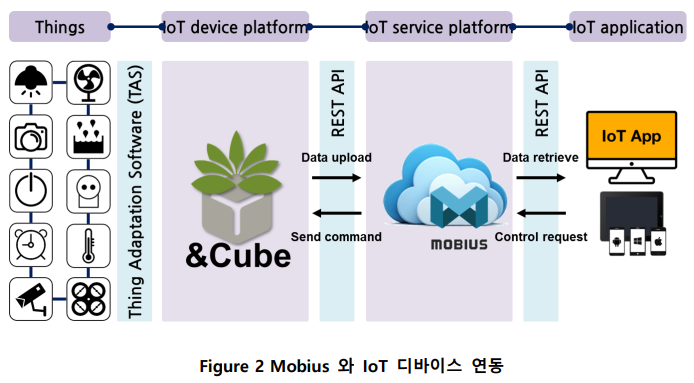 Things
IoT device platform
IoT service platform
IoT application
Thing Adaptation Software (TAS)
&Cube
REST API
Data upload
Send command
MOBIUS
REST API
Data retrieve
Control request
IoT App
Figure 2 Mobius 와 IoT 디바이스 연동